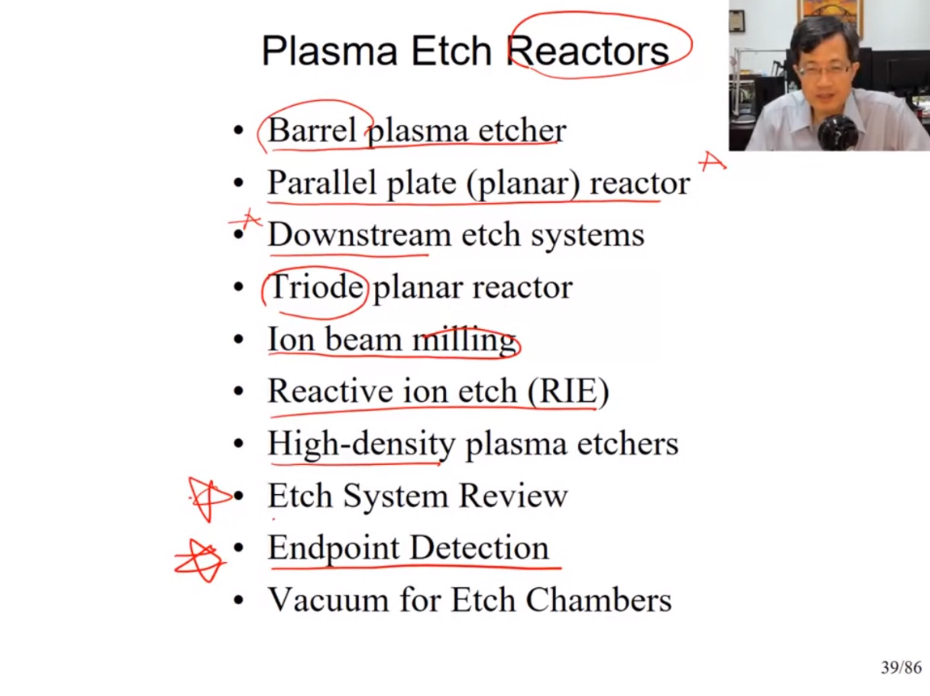 Plasma Etch Reactors
• Barrel plasma etcher
• Parallel plate (planar) reactor
• Downstream etch systems
• Triode planar reactor
• Ion beam milling
• Reactive ion etch (RIE)
• High-density plasma etchers
• Etch System Review
• Endpoint Detection
• Vacuum for Etch Chambers
39/86